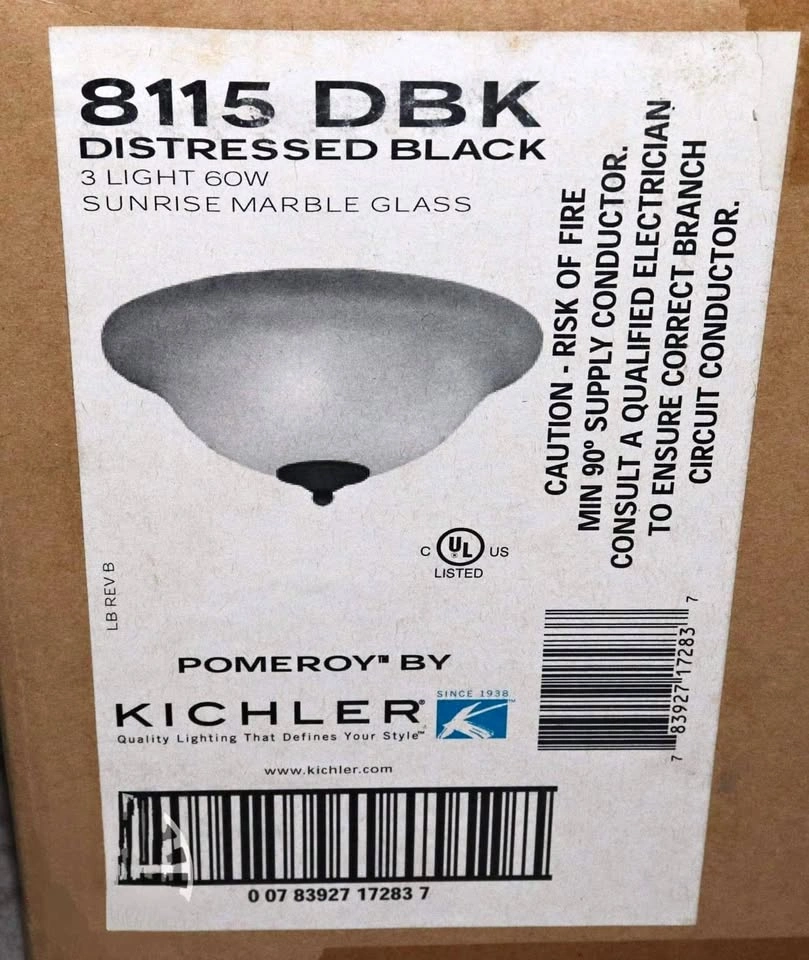 8115 DBK
DISTRESSED BLACK
3 LIGHT 60W
SUNRISE MARBLE GLASS
CAUTION - RISK OF FIRE
MIN 90° SUPPLY CONDUCTOR.
CONSULT A QUALIFIED ELECTRICIAN
TO ENSURE CORRECT BRANCH
CIRCUIT CONDUCTOR.
C UL US
LISTED
LB REV B
POMEROY™ BY
KICHLER®
SINCE 1938
Quality Lighting That Defines Your Style™
www.kichler.com
7 83927 17283 7
0 07 83927 17283 7